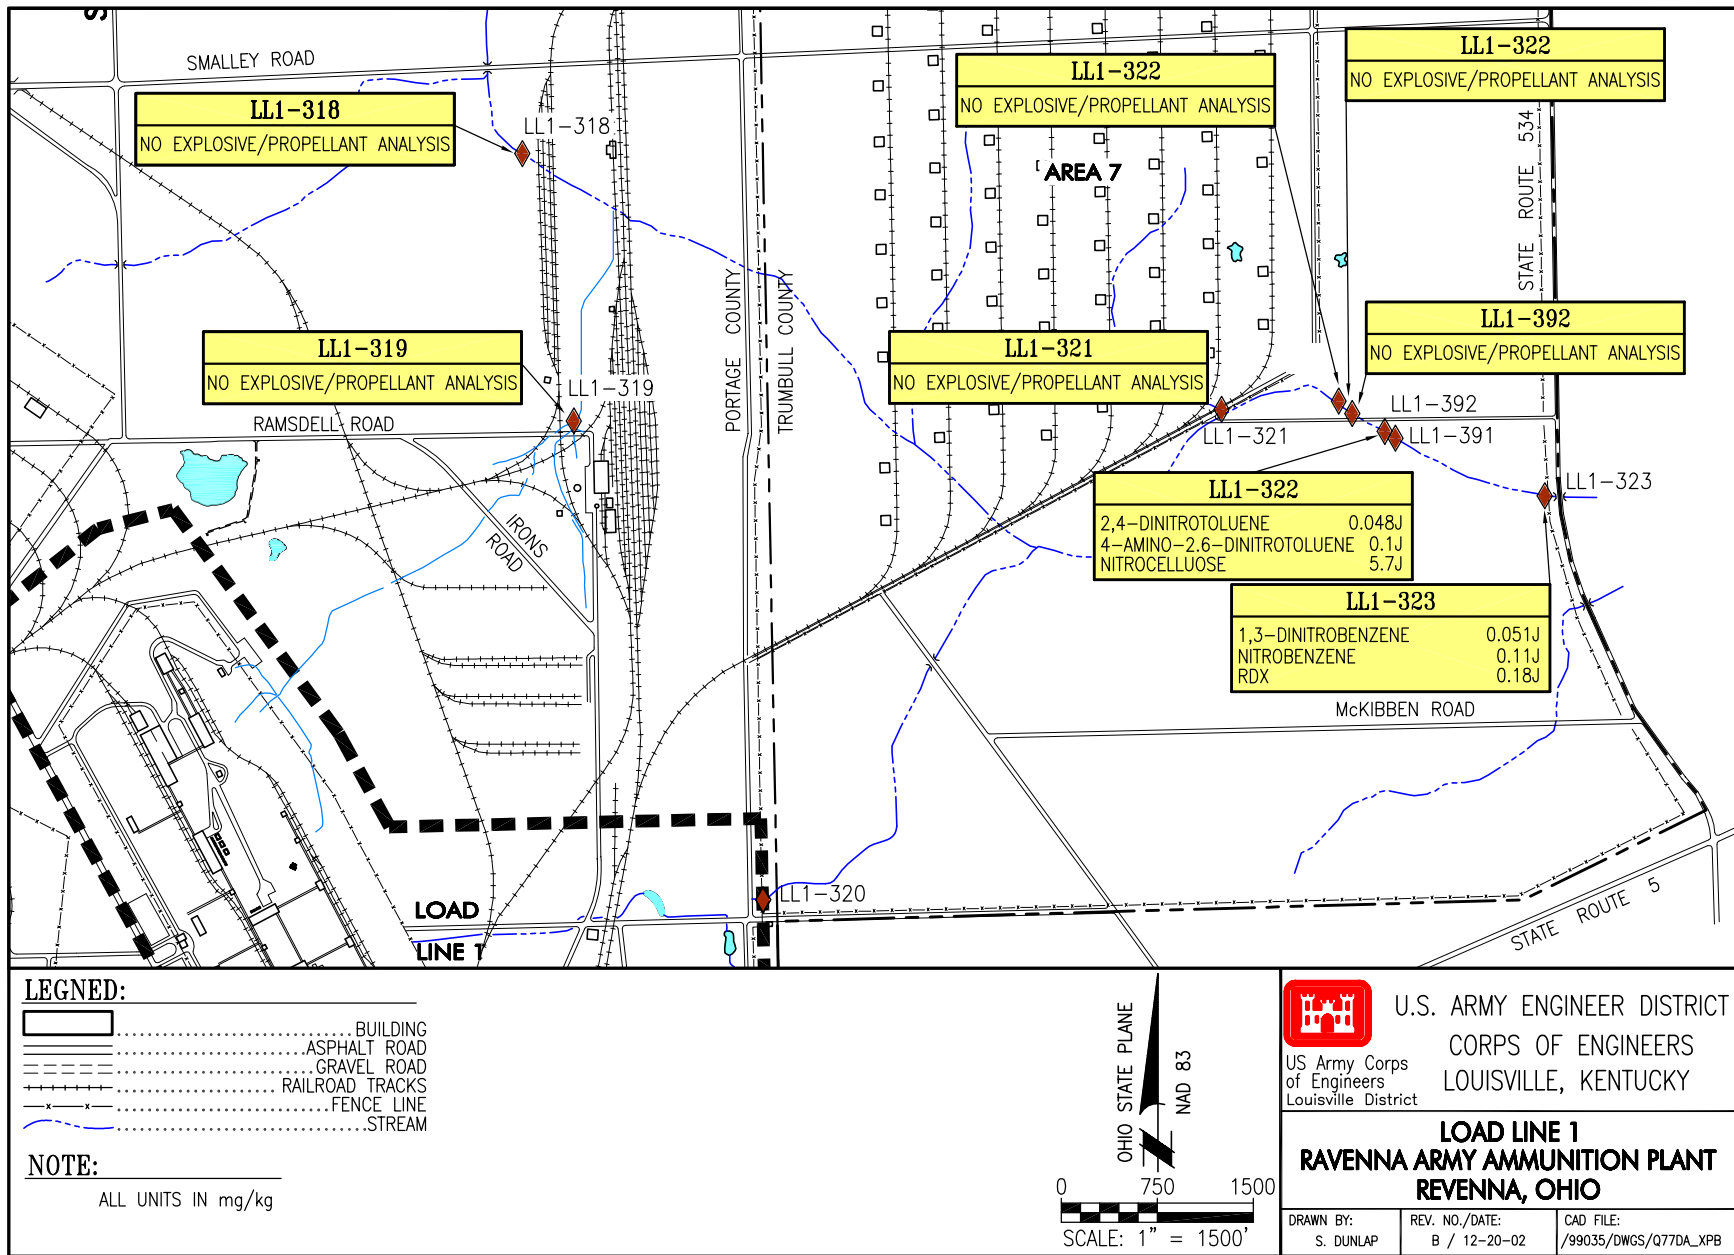 S
SMALLEY ROAD
LL1-318
NO EXPLOSIVE/PROPELLANT ANALYSIS
LL1-318
LL1-322
NO EXPLOSIVE/PROPELLANT ANALYSIS
LL1-322
NO EXPLOSIVE/PROPELLANT ANALYSIS
AREA 7
STATE ROUTE 534
PORTAGE COUNTY
TRUMBULL COUNTY
LL1-319
NO EXPLOSIVE/PROPELLANT ANALYSIS
LL1-319
RAMSDELL ROAD
LL1-321
NO EXPLOSIVE/PROPELLANT ANALYSIS
LL1-321
LL1-392
NO EXPLOSIVE/PROPELLANT ANALYSIS
LL1-392
LL1-391
LL1-323
IRONS
ROAD
LL1-322
2,4-DINITROTOLUENE 0.048J
4-AMINO-2.6-DINITROTOLUENE 0.1J
NITROCELLUOSE 5.7J
LL1-323
1,3-DINITROBENZENE 0.051J
NITROBENZENE 0.11J
RDX 0.18J
McKIBBEN ROAD
LL1-320
LOAD
LINE 1
STATE ROUTE 5
LEGNED:
BUILDING
ASPHALT ROAD
GRAVEL ROAD
RAILROAD TRACKS
FENCE LINE
STREAM
NOTE:
ALL UNITS IN mg/kg
OHIO STATE PLANE
NAD 83
0 750 1500
SCALE: 1" = 1500'
US Army Corps
of Engineers
Louisville District
U.S. ARMY ENGINEER DISTRICT
CORPS OF ENGINEERS
LOUISVILLE, KENTUCKY
LOAD LINE 1
RAVENNA ARMY AMMUNITION PLANT
REVENNA, OHIO
DRAWN BY:
S. DUNLAP
REV. NO./DATE:
B / 12-20-02
CAD FILE:
/99035/DWGS/Q77DA_XPB